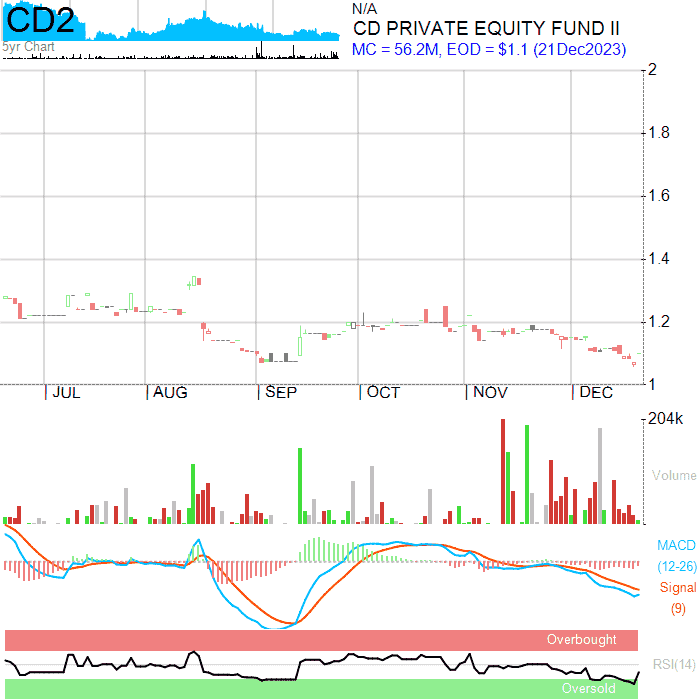 CD2
5yr Chart
N/A
CD PRIVATE EQUITY FUND II
MC = 56.2M, EOD = $1.1 (21Dec2023)
2
1.8
1.6
1.4
1.2
1
JUL AUG SEP OCT NOV DEC
204k
Volume
MACD
(12-26)
Signal
(9)
Overbought
RSI(14)
Oversold